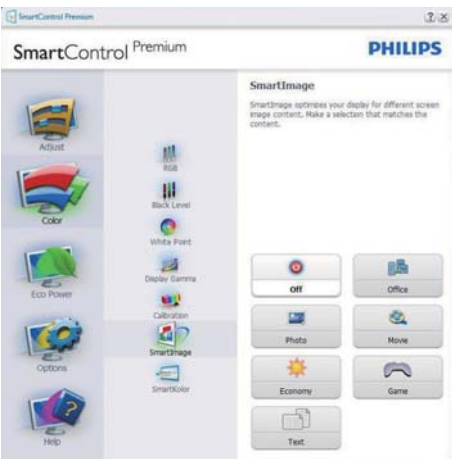 SmartControl Premium
SmartControl Premium
PHILIPS
Adjust
Color
Eco Power
Options
Help
RGB
Black Level
White Point
Display Gamma
Calibration
SmartImage
SmartKolor
SmartImage
SmartImage optimizes your display for different screen
image content. Make a selection that matches the
content.
Off
Office
Photo
Movie
Economy
Game
Text